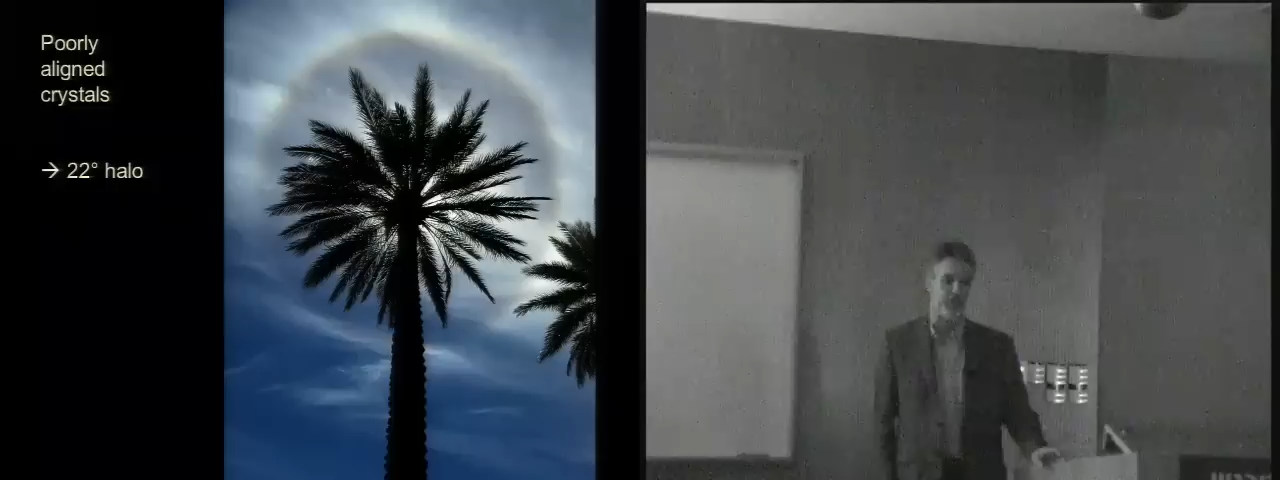 Poorly
aligned
crystals
→ 22° halo